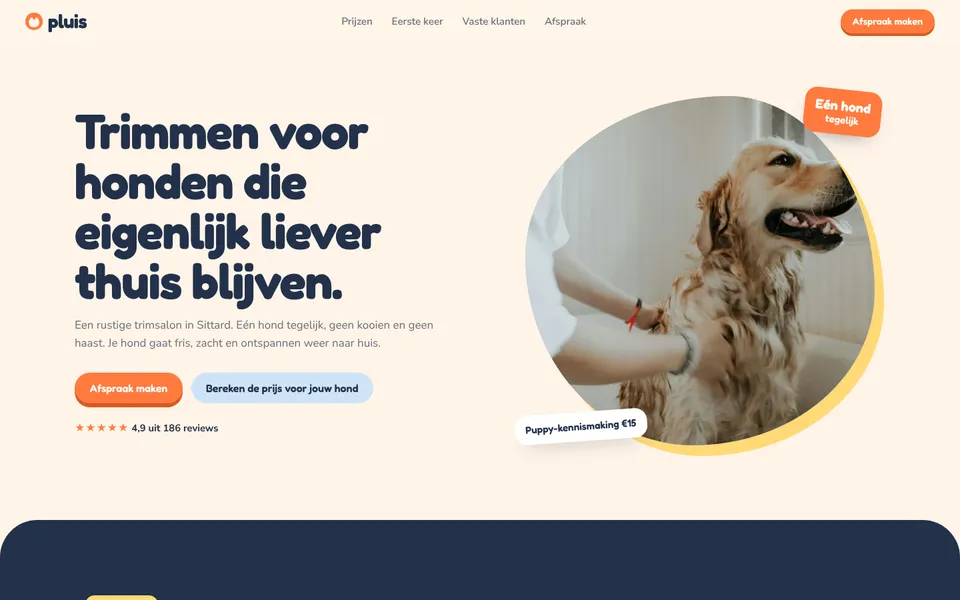 pluis
Prijzen
Eerste keer
Vaste klanten
Afspraak
Afspraak maken
Eén hond
tegelijk
Trimmen voor
honden die
eigenlijk liever
thuis blijven.
Een rustige trimsalon in Sittard. Eén hond tegelijk, geen kooien en geen
haast. Je hond gaat fris, zacht en ontspannen weer naar huis.
Afspraak maken
Bereken de prijs voor jouw hond
★★★★★ 4,9 uit 186 reviews
Puppy-kennismaking €15